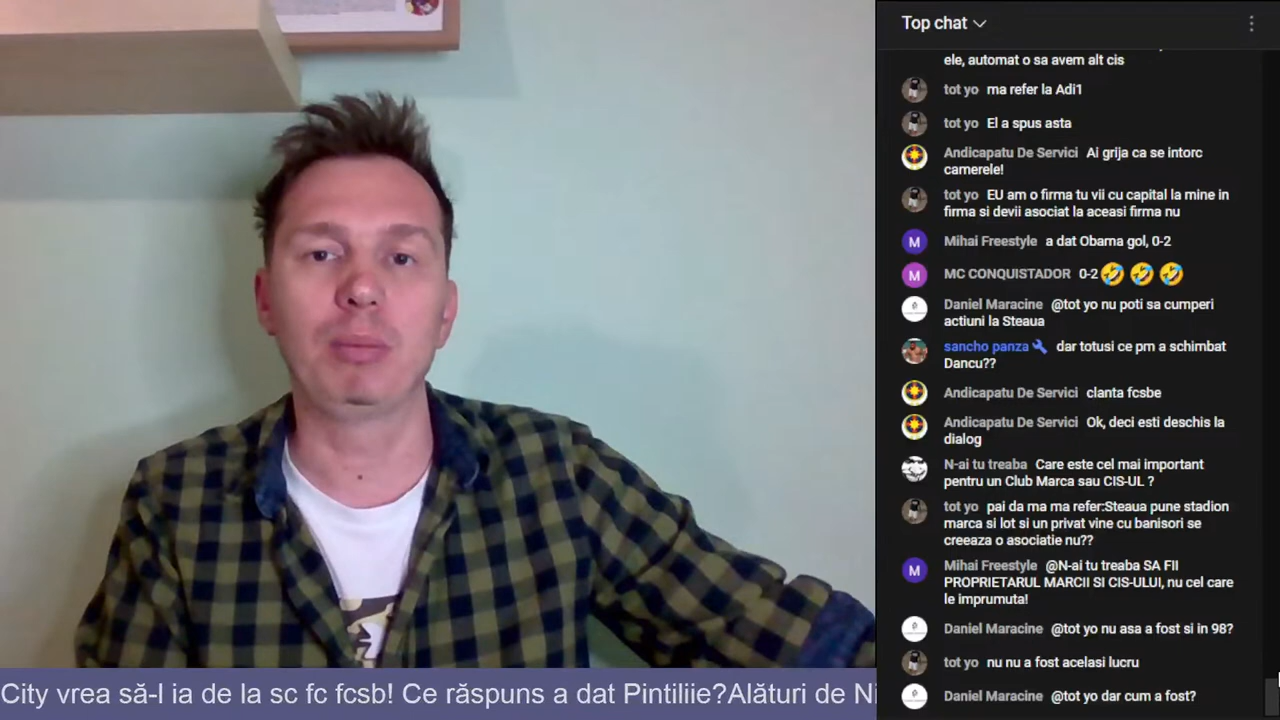 Top chat
ele, automat o sa avem alt cis
tot yo ma refer la Adi1
tot yo El a spus asta
Andicapatu De Servici Ai grija ca se intorc
camerele!
tot yo EU am o firma tu vii cu capital la mine in
firma si devii asociat la aceasi firma nu
M Mihai Freestyle a dat Obama gol, 0-2
M MC CONQUISTADOR 0-2🤣🤣🤣
Daniel Maracine @tot yo nu poti sa cumperi
actiuni la Steaua
sancho panza dar totusi ce pm a schimbat
Dancu??
Andicapatu De Servici clanta fcsbe
Andicapatu De Servici Ok, deci esti deschis la
dialog
N-ai tu treaba Care este cel mai important
pentru un Club Marca sau CIS-UL ?
tot yo pai da ma ma refer:Steaua pune stadion
marca si lot si un privat vine cu banisori se
creeaza o asociatie nu??
M Mihai Freestyle @N-ai tu treaba SA FII
PROPRIETARUL MARCII SI CIS-ULUI, nu cel care
le imprumuta!
Daniel Maracine @tot yo nu asa a fost si in 98?
tot yo nu nu a fost acelasi lucru
Daniel Maracine @tot yo dar cum a fost?
City vrea să-l ia de la sc fc fcsb! Ce răspuns a dat Pintiliie?Alături de Ni